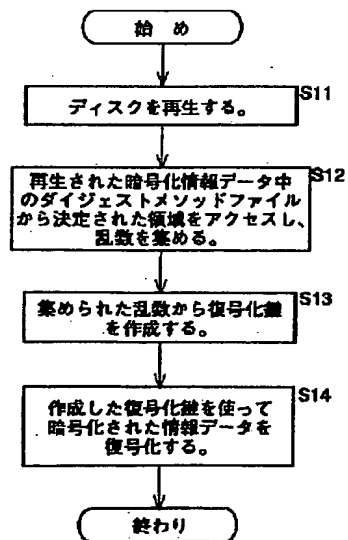 始 め
S11
ディスクを再生する。
S12
再生された暗号化情報データ中
のダイジェストメソッドファイル
から決定された領域をアクセスし、
乱数を集める。
S13
集められた乱数から復号化鍵
を作成する。
S14
作成した復号化鍵を使って
暗号化された情報データを
復号化する。
終わり